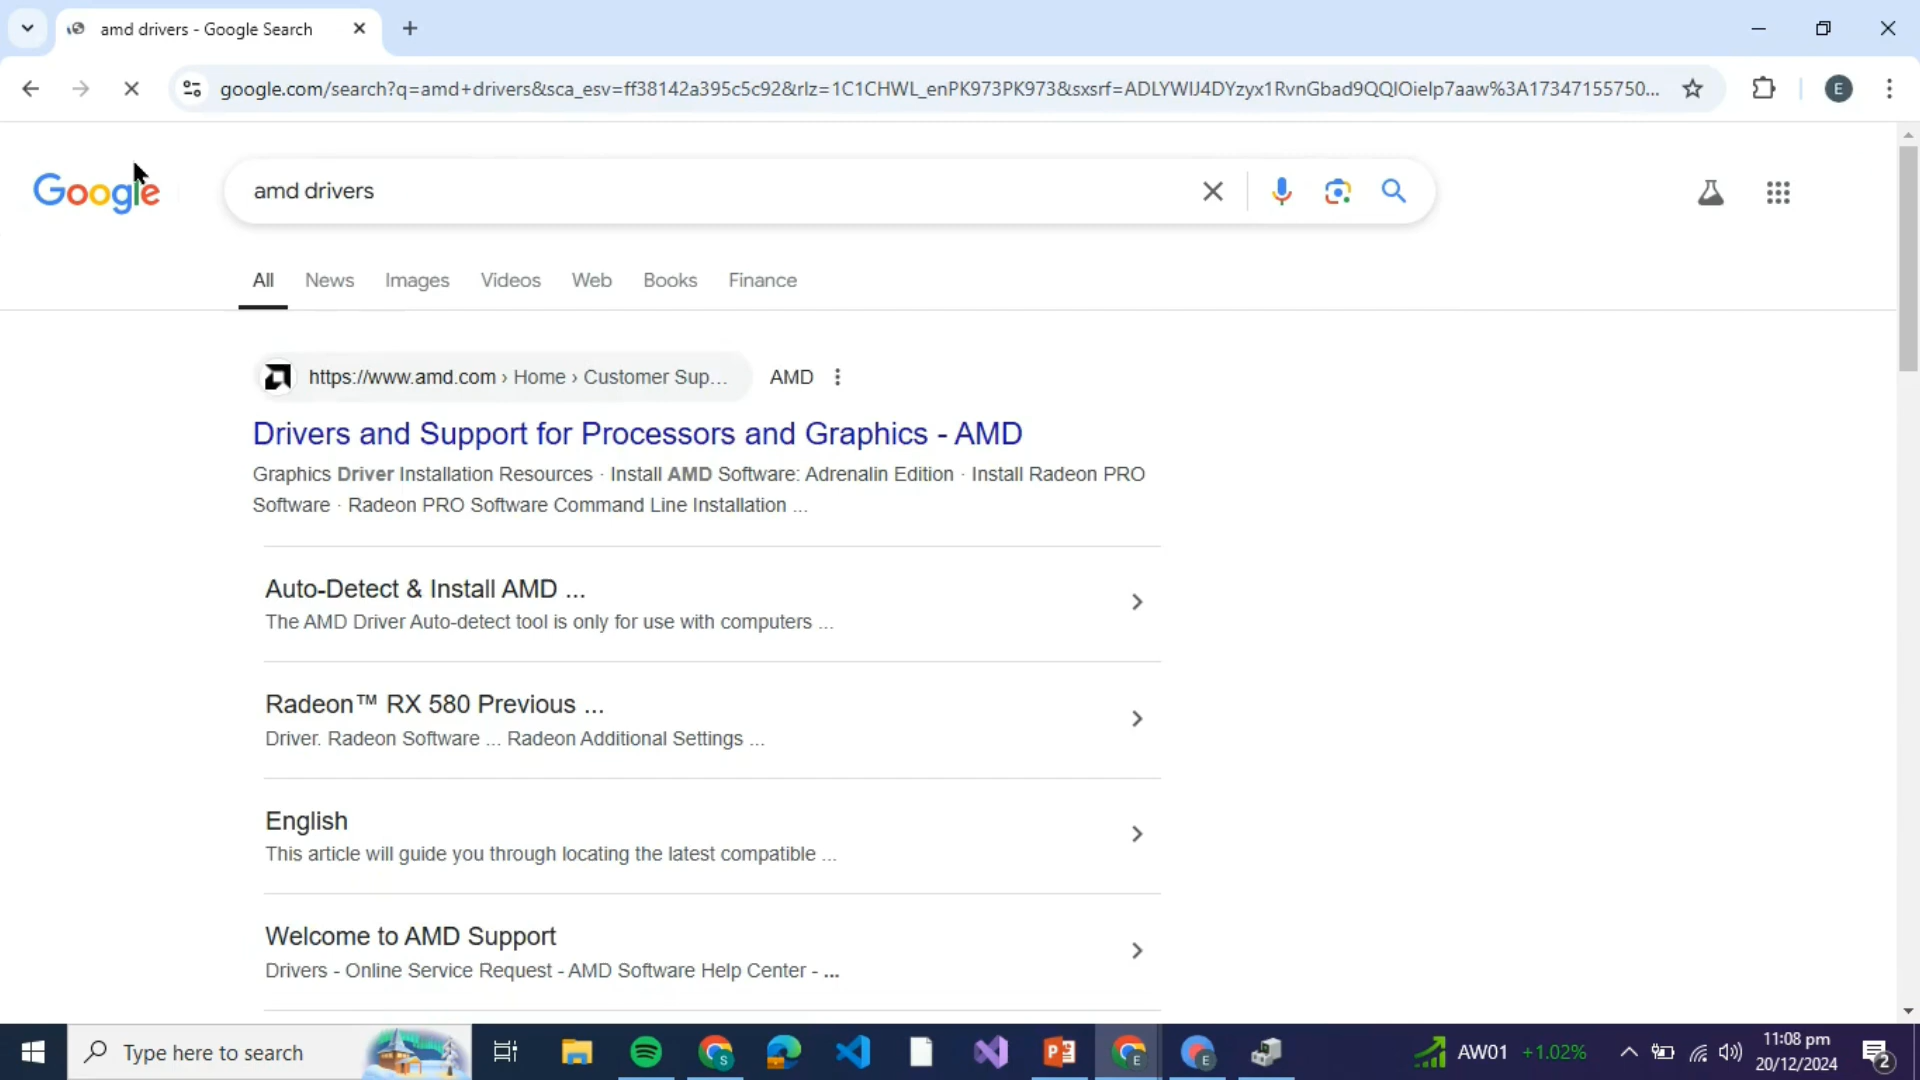 amd drivers - Google Search
google.com/search?q=amd+drivers&sca_esv=ff38142a395c5c92&rlz=1C1CHWL_enPK973PK973&sxsrf=ADLYWIJ4DYzyx1RvnGbad9QQIOieIp7aaw%3A17347155750...
E
Google
amd drivers
All News Images Videos Web Books Finance
https://www.amd.com › Home › Customer Sup... AMD
Drivers and Support for Processors and Graphics - AMD
Graphics Driver Installation Resources · Install AMD Software: Adrenalin Edition · Install Radeon PRO
Software · Radeon PRO Software Command Line Installation ...
Auto-Detect & Install AMD ...
The AMD Driver Auto-detect tool is only for use with computers ...
Radeon™ RX 580 Previous ...
Driver. Radeon Software ... Radeon Additional Settings ...
English
This article will guide you through locating the latest compatible ...
Welcome to AMD Support
Drivers - Online Service Request - AMD Software Help Center - ...
Type here to search
S
E
E
AW01 +1.02%
11:08 pm
20/12/2024
2